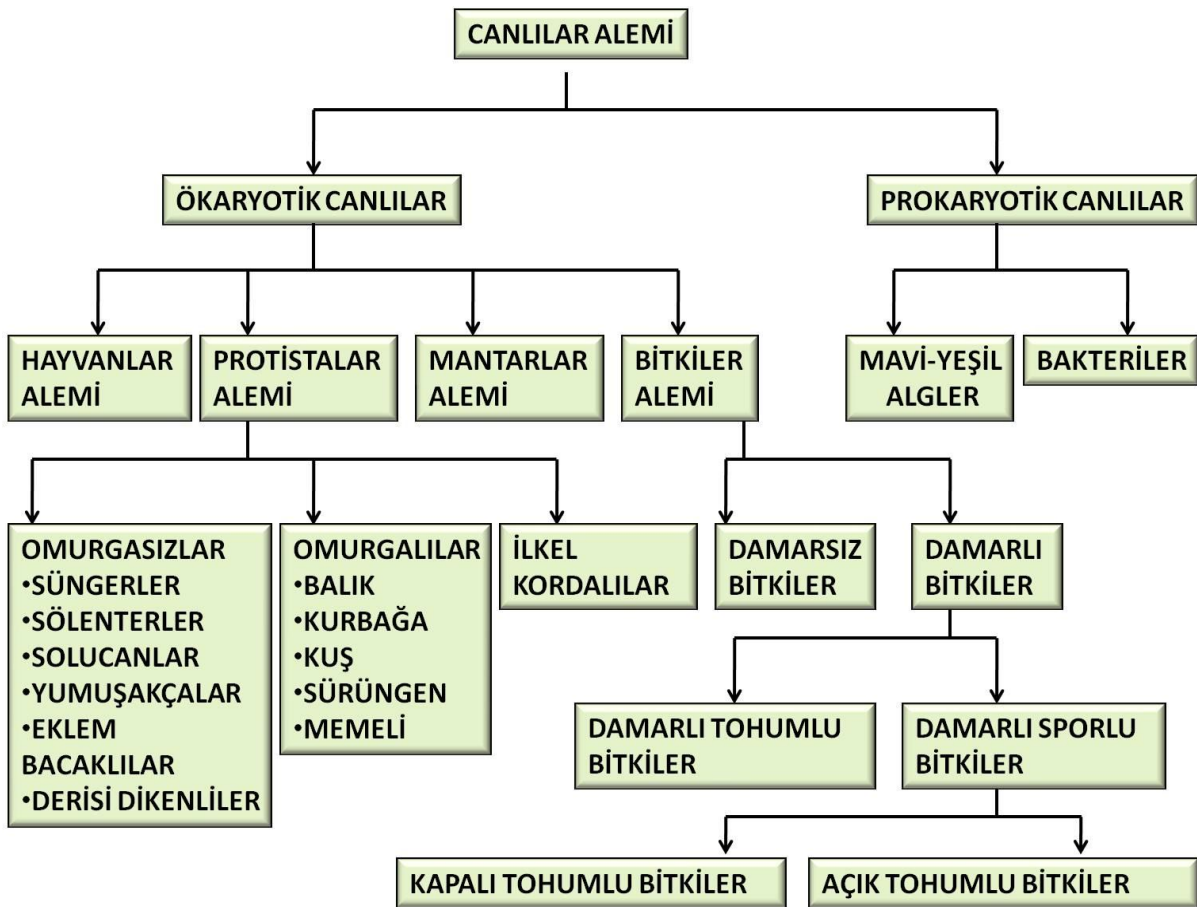 CANLILAR ALEMİ
ÖKARYOTİK CANLILAR
PROKARYOTİK CANLILAR
HAYVANLAR
ALEMİ
PROTİSTALAR
ALEMİ
MANTARLAR
ALEMİ
BİTKİLER
ALEMİ
MAVİ-YEŞİL
ALGLER
BAKTERİLER
OMURGASIZLAR
•SÜNGERLER
•SÖLENTERLER
•SOLUCANLAR
•YUMUŞAKÇALAR
•EKLEM
BACAKLILAR
•DERİSİ DİKENLİLER
OMURGALILAR
•BALIK
•KURBAĞA
•KUŞ
•SÜRÜNGEN
•MEMELİ
İLKEL
KORDALILAR
DAMARSIZ
BİTKİLER
DAMARLI
BİTKİLER
DAMARLI TOHUMLU
BİTKİLER
DAMARLI SPORLU
BİTKİLER
KAPALI TOHUMLU BİTKİLER
AÇIK TOHUMLU BİTKİLER